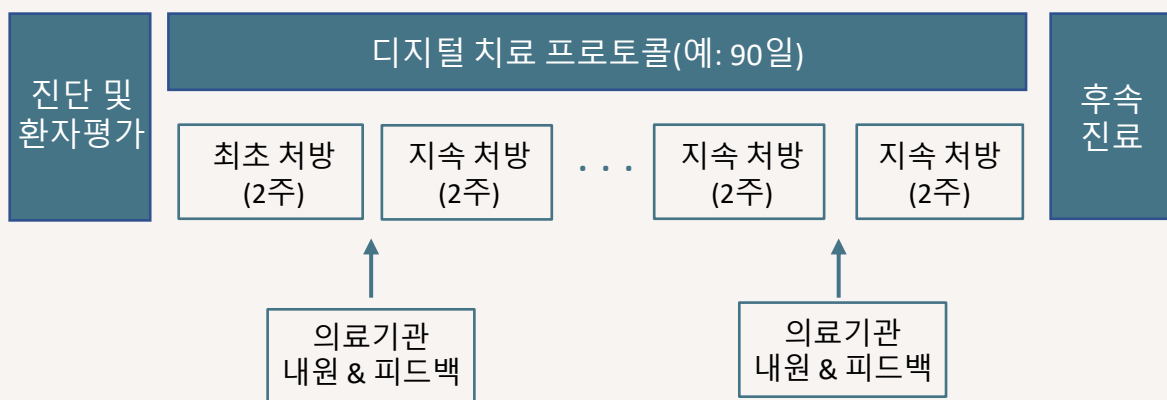 진단 및
환자평가
디지털 치료 프로토콜(예: 90일)
후속
진료
최초 처방
(2주)
지속 처방
(2주)
. . .
지속 처방
(2주)
지속 처방
(2주)
의료기관
내원 & 피드백
의료기관
내원 & 피드백